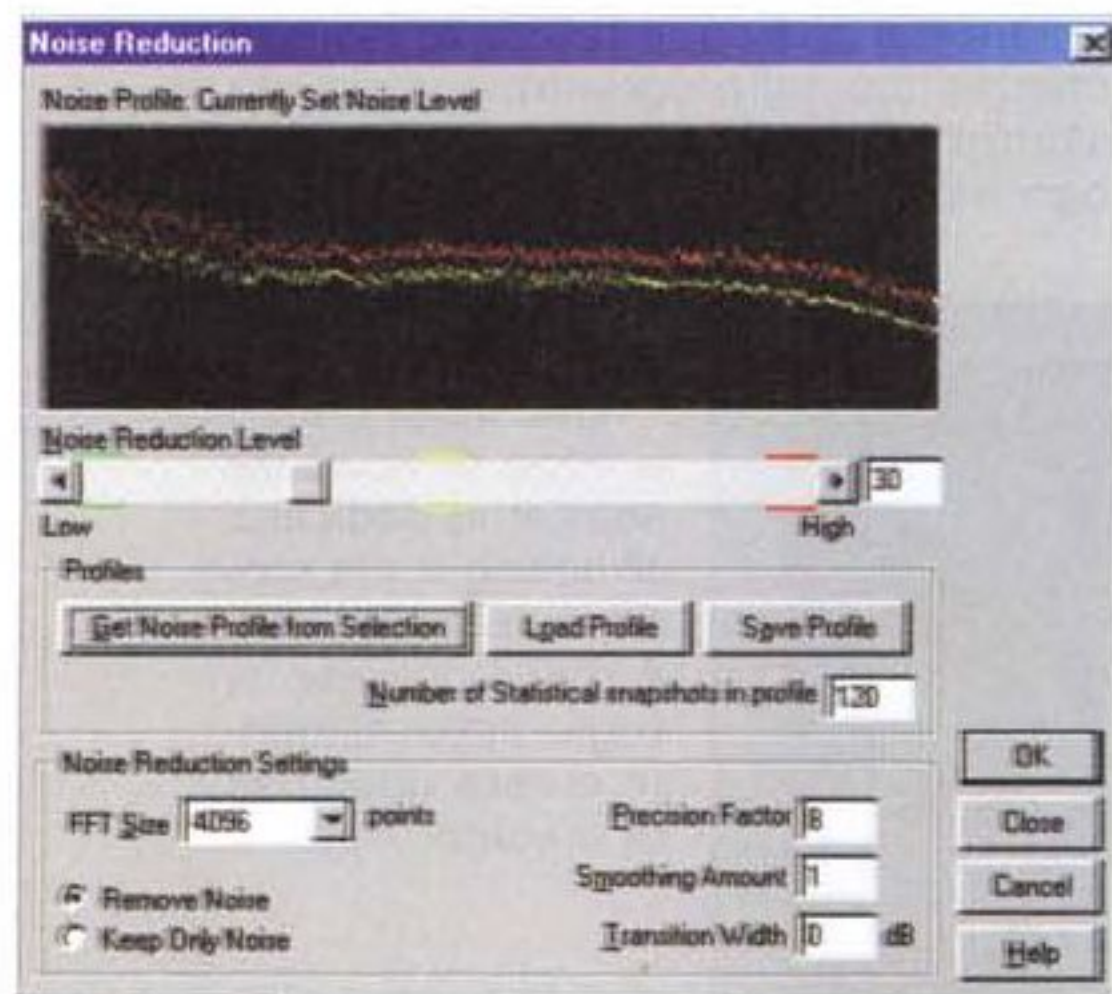 Noise Reduction
Noise Profile: Currently Set Noise Level
Noise Reduction Level
30
Low High
Profiles
Get Noise Profile from Selection Load Profile Save Profile
Number of Statistical snapshots in profile 120
Noise Reduction Settings
OK
FFT Size 4096 points Precision Factor 8
Close
Smoothing Amount 1
Cancel
Remove Noise
Keep Only Noise Transition Width 0 dB
Help